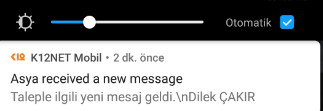 Otomatik
K12NET Mobil • 2 dk. önce
Asya received a new message
Taleple ilgili yeni mesaj geldi.\nDilek ÇAKIR